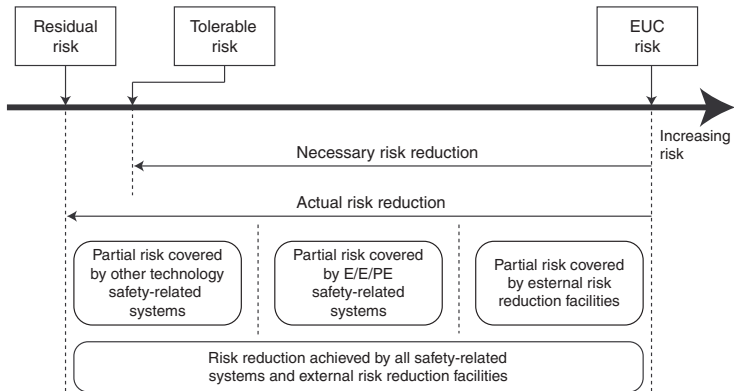 Residual
risk
Tolerable
risk
EUC
risk
Increasing
risk
Necessary risk reduction
Actual risk reduction
Partial risk covered
by other technology
safety-related
systems
Partial risk covered
by E/E/PE
safety-related
systems
Partial risk covered
by esternal risk
reduction facilities
Risk reduction achieved by all safety-related
systems and external risk reduction facilities